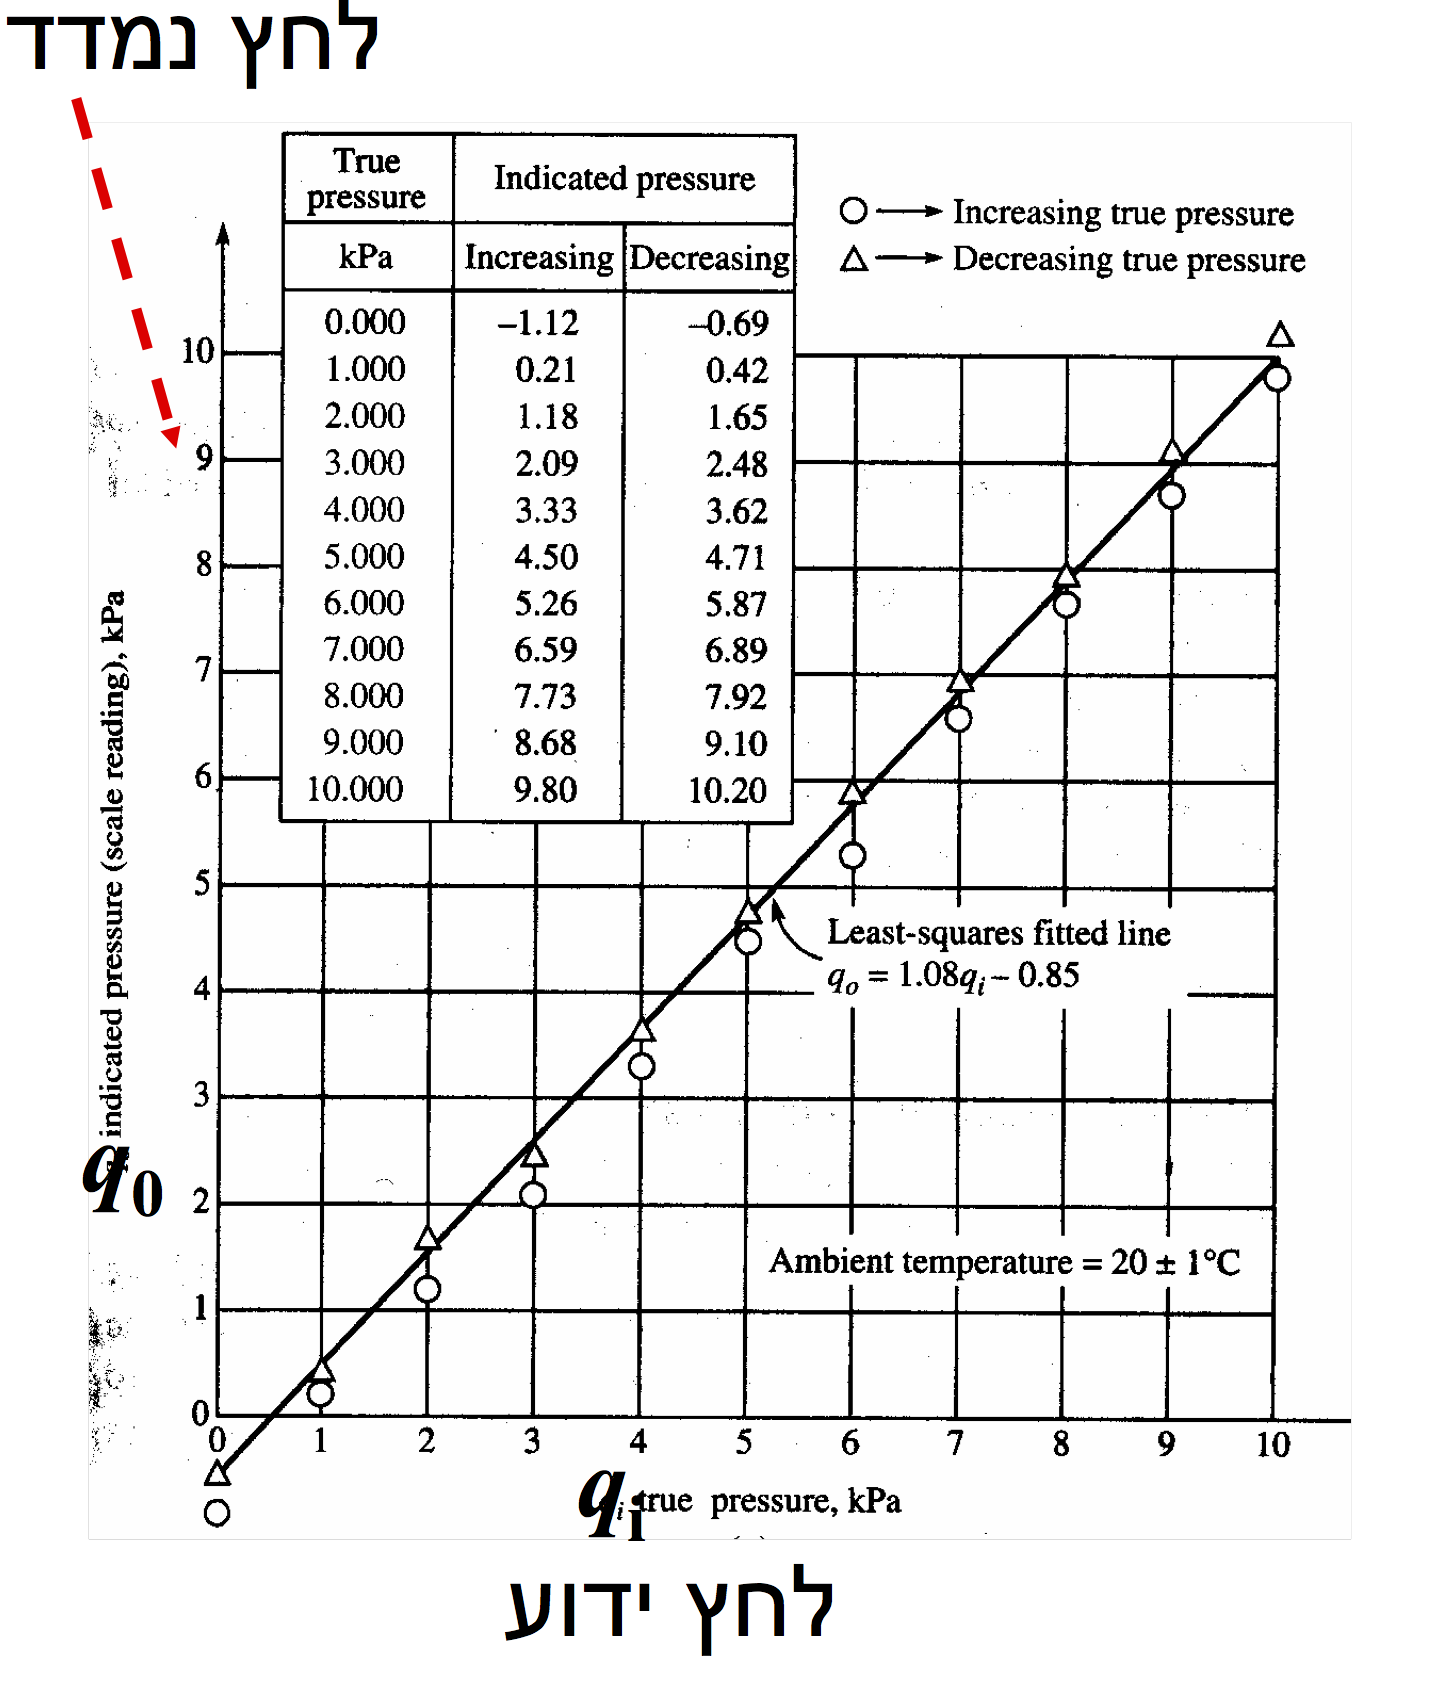 לחץ נמדד
True pressure Indicated pressure
kPa Increasing Decreasing
0.000 –1.12 –0.69
1.000 0.21 0.42
2.000 1.18 1.65
3.000 2.09 2.48
4.000 3.33 3.62
5.000 4.50 4.71
6.000 5.26 5.87
7.000 6.59 6.89
8.000 7.73 7.92
9.000 8.68 9.10
10.000 9.80 10.20
Increasing true pressure
Decreasing true pressure
10
9
8
7
6
5
4
3
2
1
0
indicated pressure (scale reading), kPa
q0
Least-squares fitted line
qo = 1.08qi – 0.85
Ambient temperature = 20 ± 1°C
0 1 2 3 4 5 6 7 8 9 10
qi true pressure, kPa
לחץ ידוע